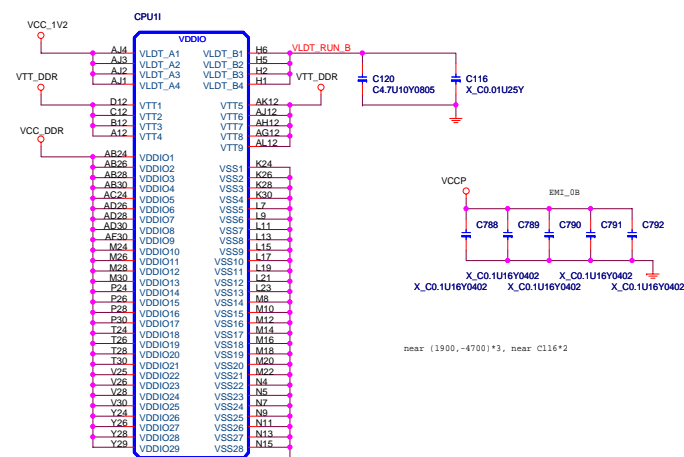 CPU1I
VCC_1V2
VDDIO
AJ4 VLDT_A1 VLDT_B1 H6 VLDT_RUN_B
AJ3 VLDT_A2 VLDT_B2 H5
AJ2 VLDT_A3 VLDT_B3 H2
AJ1 VLDT_A4 VLDT_B4 H1
VTT_DDR VTT_DDR
C120 C116
C4.7U10Y0805 X_C0.01U25Y
D12 VTT1 VTT5 AK12
C12 VTT2 VTT6 AJ12
B12 VTT3 VTT7 AH12
A12 VTT4 VTT8 AG12
VTT9 AL12
VCC_DDR
AB24 VDDIO1
AB26 VDDIO2 VSS1 K24
AB28 VDDIO3 VSS2 K26
AB30 VDDIO4 VSS3 K28
AC24 VDDIO5 VSS4 K30
AD26 VDDIO6 VSS5 L7
AD28 VDDIO7 VSS6 L9
AD30 VDDIO8 VSS7 L11
AF30 VDDIO9 VSS8 L13
M24 VDDIO10 VSS9 L15
M26 VDDIO11 VSS10 L17
M28 VDDIO12 VSS11 L19
M30 VDDIO13 VSS12 L21
P24 VDDIO14 VSS13 L23
P26 VDDIO15 VSS14 M8
P28 VDDIO16 VSS15 M10
P30 VDDIO17 VSS16 M12
T24 VDDIO18 VSS17 M14
T26 VDDIO19 VSS18 M16
T28 VDDIO20 VSS19 M18
T30 VDDIO21 VSS20 M20
V25 VDDIO22 VSS21 M22
V26 VDDIO23 VSS22 N4
V28 VDDIO24 VSS23 N5
V30 VDDIO25 VSS24 N7
Y24 VDDIO26 VSS25 N9
Y26 VDDIO27 VSS26 N11
Y28 VDDIO28 VSS27 N13
Y29 VDDIO29 VSS28 N15
VCCP
EMI_0B
C788 C789 C790 C791 C792
X_C0.1U16Y0402 X_C0.1U16Y0402
X_C0.1U16Y0402 X_C0.1U16Y0402 X_C0.1U16Y0402
near (1900,-4700)*3, near C116*2